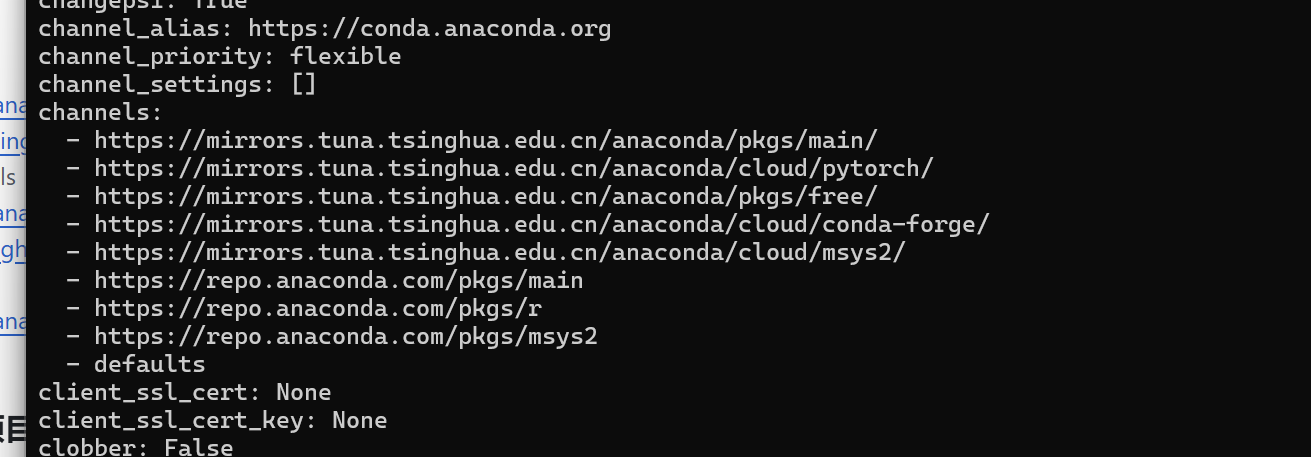 changeps1: True
channel_alias: https://conda.anaconda.org
channel_priority: flexible
channel_settings: []
channels:
  - https://mirrors.tuna.tsinghua.edu.cn/anaconda/pkgs/main/
  - https://mirrors.tuna.tsinghua.edu.cn/anaconda/cloud/pytorch/
  - https://mirrors.tuna.tsinghua.edu.cn/anaconda/pkgs/free/
  - https://mirrors.tuna.tsinghua.edu.cn/anaconda/cloud/conda-forge/
  - https://mirrors.tuna.tsinghua.edu.cn/anaconda/cloud/msys2/
  - https://repo.anaconda.com/pkgs/main
  - https://repo.anaconda.com/pkgs/r
  - https://repo.anaconda.com/pkgs/msys2
  - defaults
client_ssl_cert: None
client_ssl_cert_key: None
clobber: False
ana
ing
ls
ana
gh
ana
目